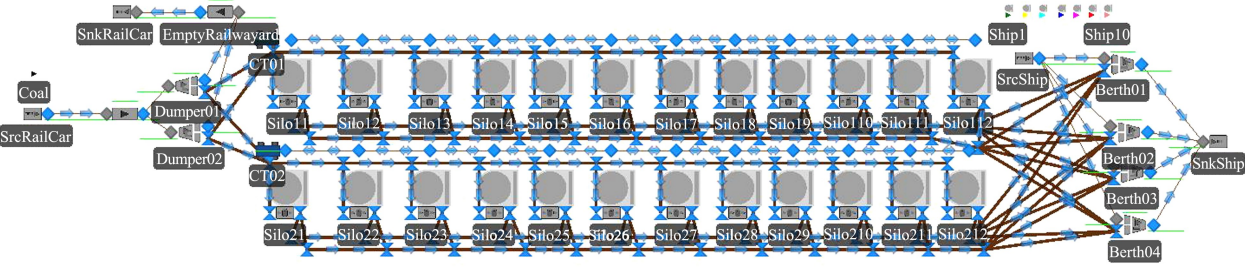 SnkRailCar
EmptyRailwayard
Ship1
Ship10
CT01
SrcShip
Coal
Berth01
Dumper01
Silo11 Silo12 Silo13 Silo14 Silo15 Silo16 Silo17 Silo18 Silo19 Silo110 Silo111 Silo112
SrcRailCar
Dumper02
Berth02
SnkShip
CT02
Berth03
Silo21 Silo22 Silo23 Silo24 Silo25 Silo26 Silo27 Silo28 Silo29 Silo210 Silo211 Silo212
Berth04